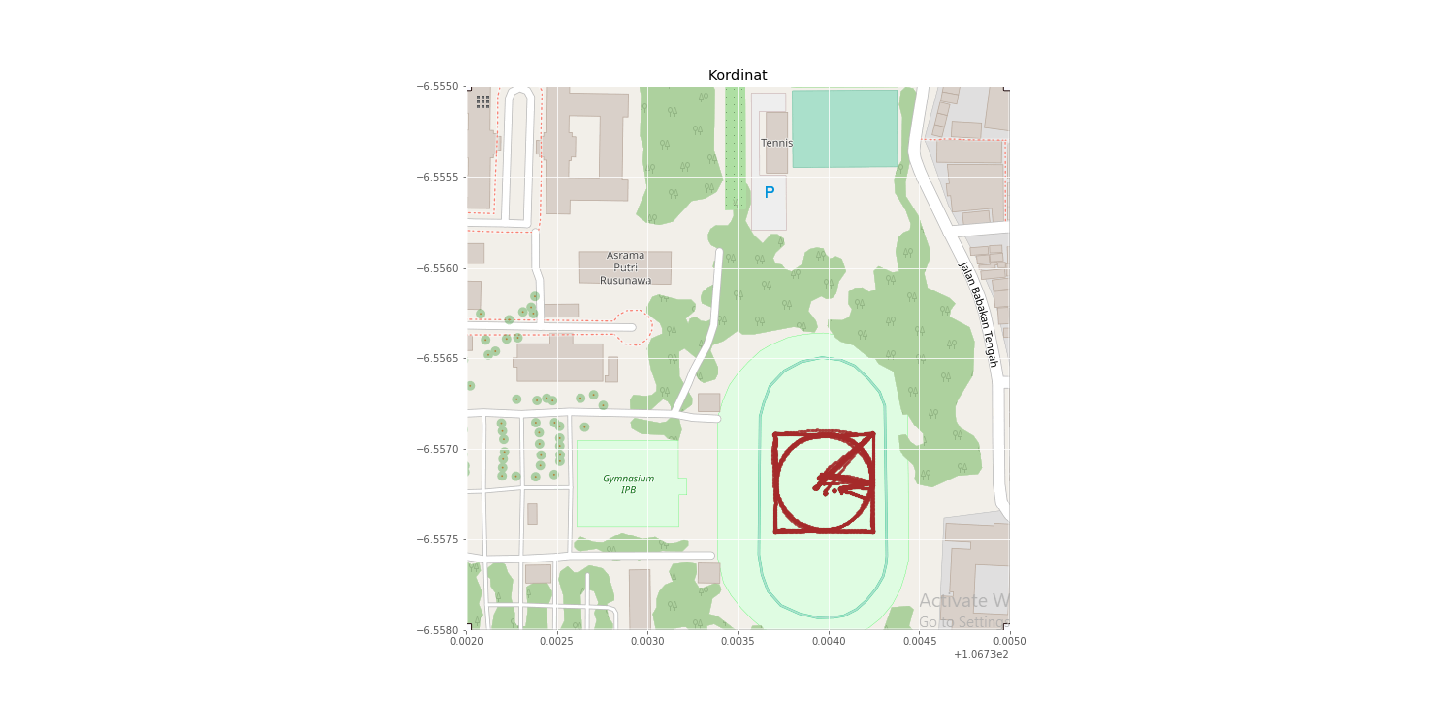 Kordinat
−6.5550
−6.5555
−6.5560
−6.5565
−6.5570
−6.5575
−6.5580
Tennis
P
Asrama
Putri
Rusunawa
Jalan Babakan Tengah
Gymnasium
IPB
Activate W
Go to Settings
0.0020 0.0025 0.0030 0.0035 0.0040 0.0045 0.0050
+1.0673e2